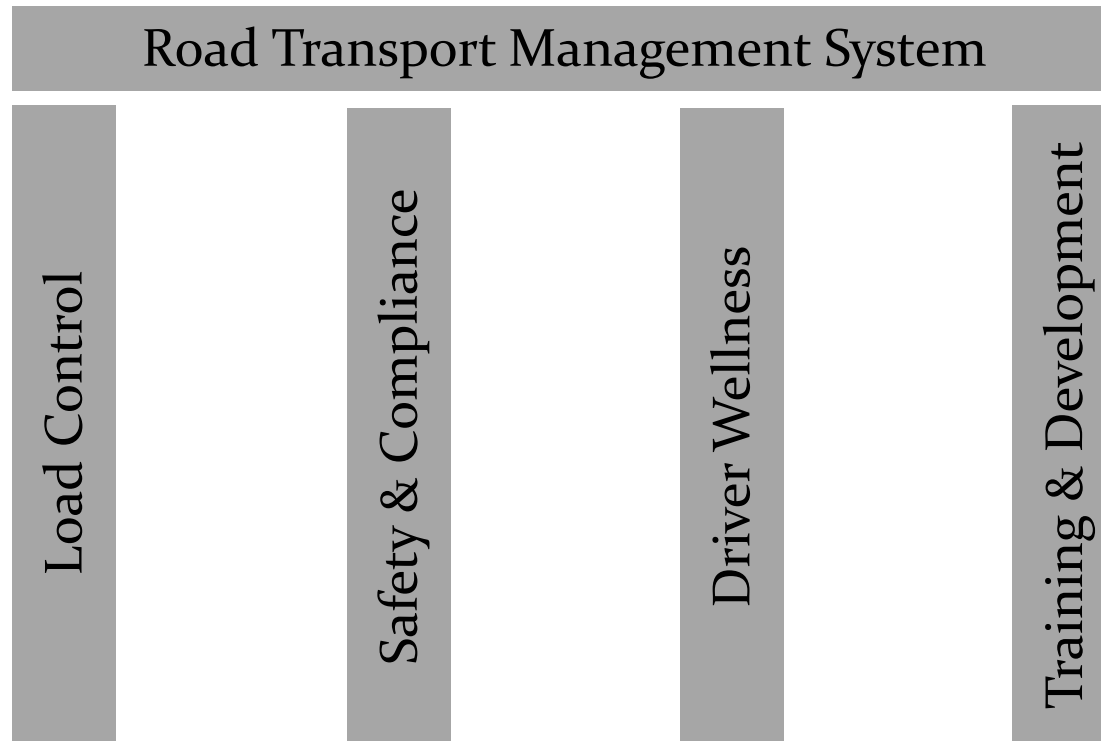 Road Transport Management System
Load Control
Safety & Compliance
Driver Wellness
Training & Development